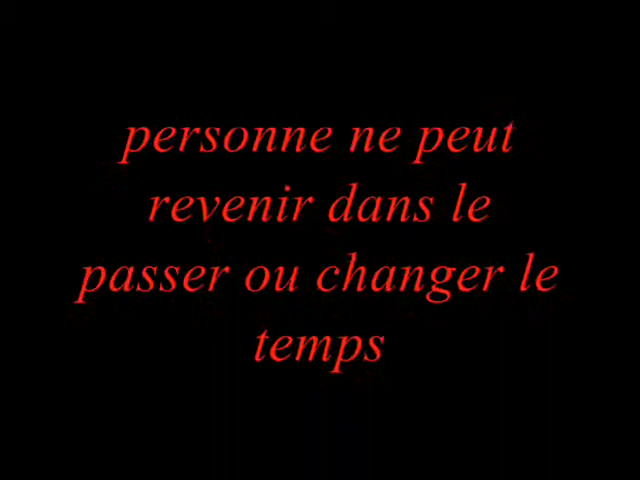 personne ne peut
revenir dans le
passer ou changer le
temps